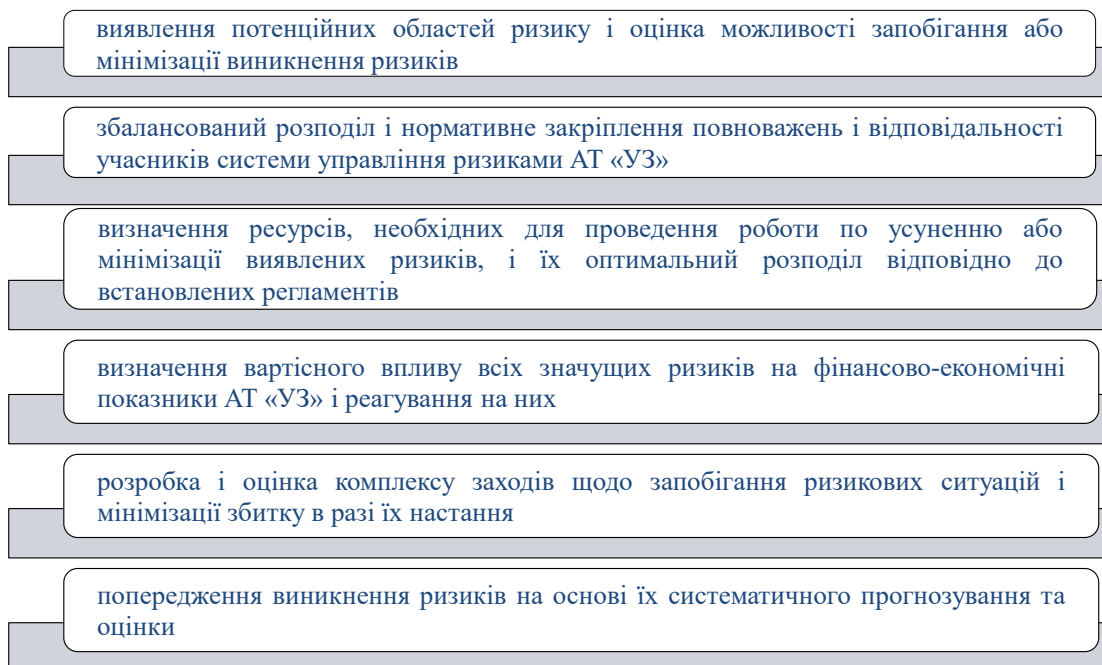 виявлення потенційних областей ризику і оцінка можливості запобігання або
мінімізації виникнення ризиків
збалансований розподіл і нормативне закріплення повноважень і відповідальності
учасників системи управління ризиками АТ «УЗ»
визначення ресурсів, необхідних для проведення роботи по усуненню або
мінімізації виявлених ризиків, і їх оптимальний розподіл відповідно до
встановлених регламентів
визначення вартісного впливу всіх значущих ризиків на фінансово-економічні
показники АТ «УЗ» і реагування на них
розробка і оцінка комплексу заходів щодо запобігання ризикових ситуацій і
мінімізації збитку в разі їх настання
попередження виникнення ризиків на основі їх систематичного прогнозування та
оцінки